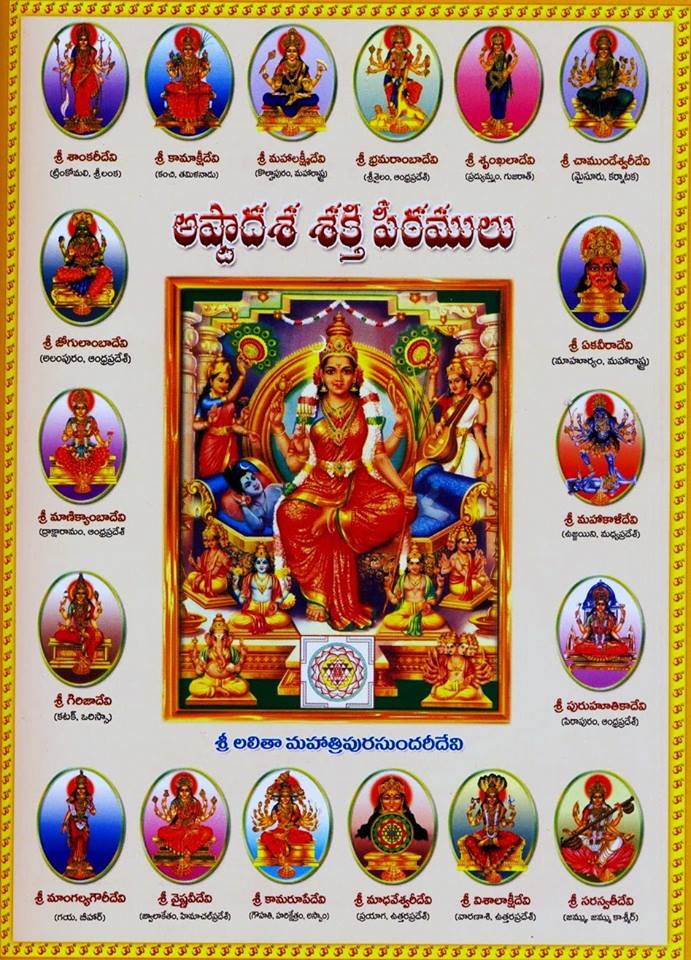 శ్రీ శాంకరీదేవి
(ట్రింకోమలి, శ్రీలంక)
శ్రీ కామాక్షీదేవి
(కంచి, తమిళనాడు)
శ్రీ మహాలక్ష్మీదేవి
(కొల్హాపురం, మహారాష్ట్ర)
శ్రీ భ్రమరాంబాదేవి
(శ్రీశైలం, ఆంధ్రప్రదేశ్)
శ్రీ శృంఖలాదేవి
(ప్రద్యుమ్నం, గుజరాత్)
శ్రీ చాముండేశ్వరీదేవి
(మైసూరు, కర్నాటక)
అష్టాదశ శక్తి పీఠములు
శ్రీ జోగులాంబాదేవి
(అలంపురం, ఆంధ్రప్రదేశ్)
శ్రీ ఏకవీరాదేవి
(మాహుర్యం, మహారాష్ట్ర)
శ్రీ మాణిక్యాంబాదేవి
(ద్రాక్షారామం, ఆంధ్రప్రదేశ్
శ్రీ మహాకాళీదేవి
(ఉజ్జయిని, మధ్యప్రదేశ్)
శ్రీ గిరిజాదేవి
(కటక్, ఒరిస్సా)
శ్రీ పురుహూతికాదేవి
(పిఠాపురం, ఆంధ్రప్రదేశ్)
శ్రీ లలితా మహాత్రిపురసుందరీదేవి
శ్రీ మాంగల్యగౌరీదేవి
(గయ, బీహార్)
శ్రీ వైష్ణవీదేవి
(జ్వాలాకేతం, హిమాచలప్రదేశ్)
శ్రీ కామరూపేదేవి
(గౌహతి, హరిక్షేత్రం, అస్సాం)
శ్రీ మాధవేశ్వరీదేవి
(ప్రయాగ, ఉత్తరప్రదేశ్)
శ్రీ విశాలాక్షీదేవి
(వారణాశి, ఉత్తరప్రదేశ్)
శ్రీ సరస్వతీదేవి
(జమ్ము, జమ్ము కాశ్మీర్)